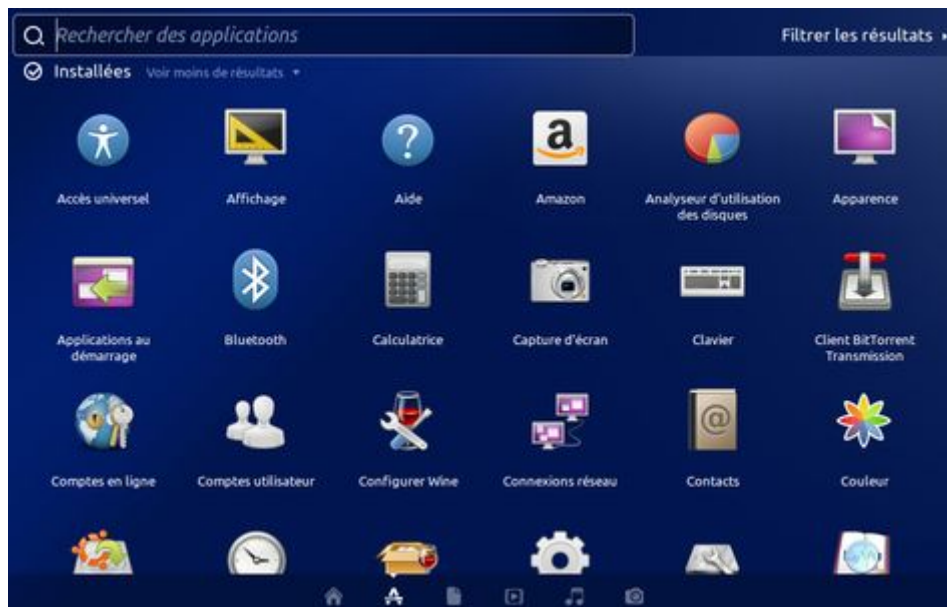 Rechercher des applications
Filtrer les résultats
Installées Voir moins de résultats
Accès universel
Affichage
Aide
Amazon
Analyseur d'utilisation
des disques
Apparence
Applications au
démarrage
Bluetooth
Calculatrice
Capture d'écran
Clavier
Client BitTorrent
Transmission
Comptes en ligne
Comptes utilisateur
Configurer Wine
Connexions réseau
Contacts
Couleur